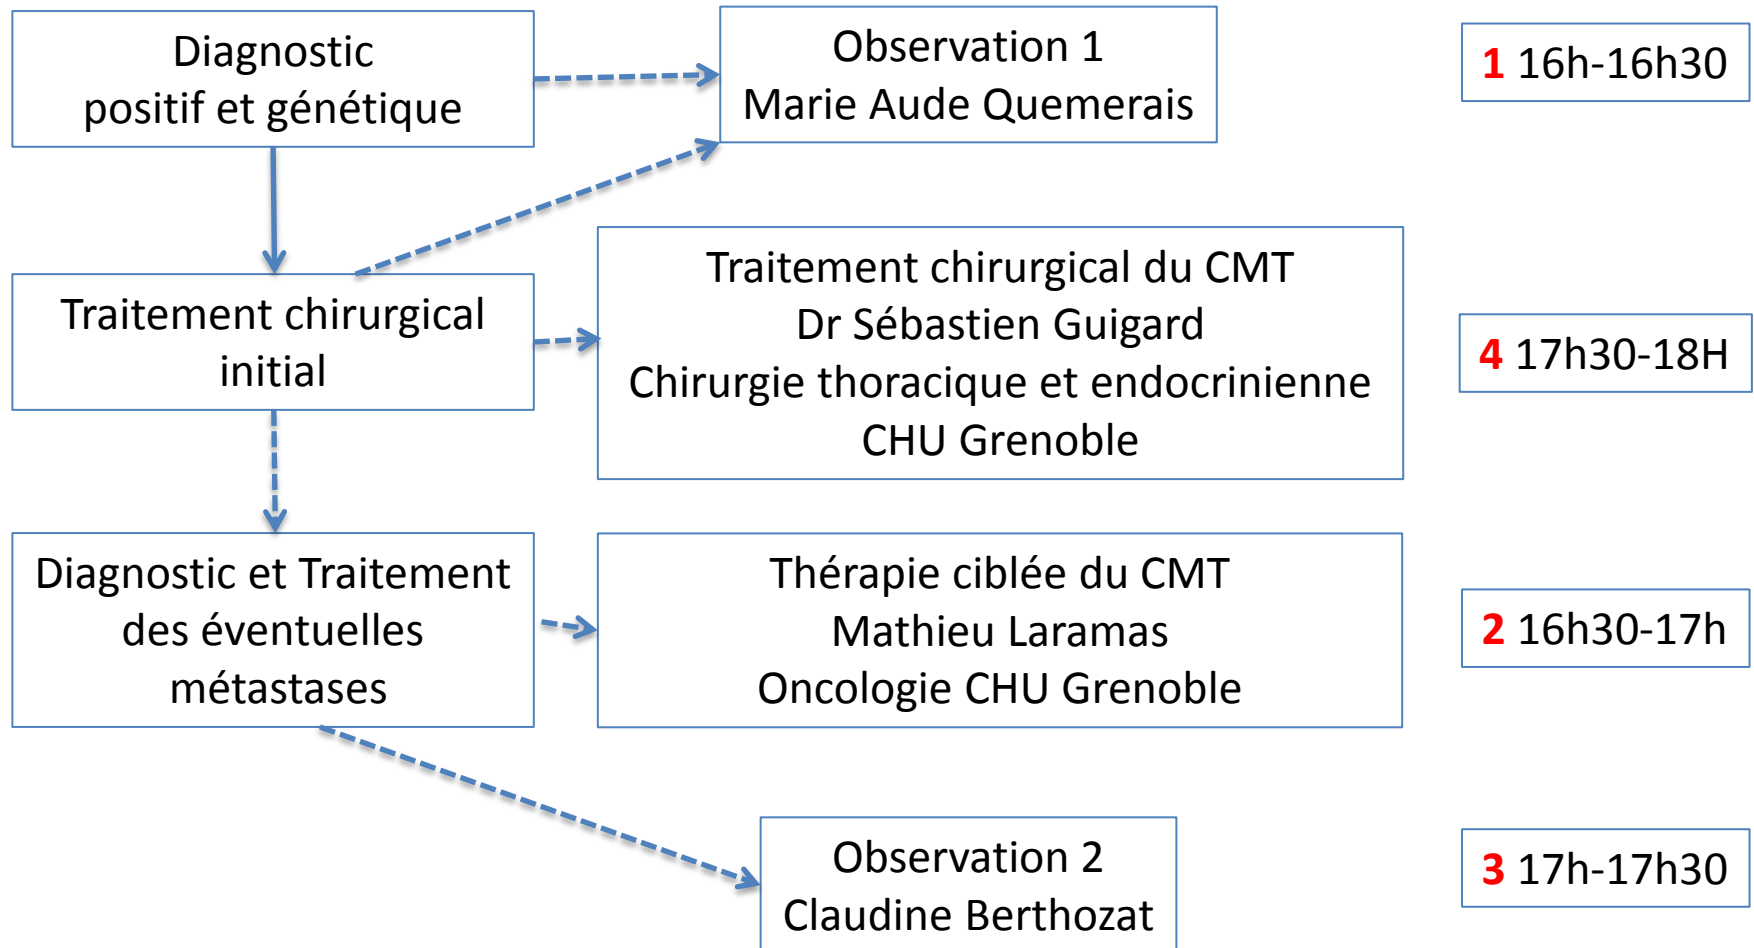 Diagnostic
positif et génétique
Observation 1
Marie Aude Quemerais
1 16h-16h30
Traitement chirurgical
initial
Traitement chirurgical du CMT
Dr Sébastien Guigard
Chirurgie thoracique et endocrinienne
CHU Grenoble
4 17h30-18H
Diagnostic et Traitement
des éventuelles
métastases
Thérapie ciblée du CMT
Mathieu Laramas
Oncologie CHU Grenoble
2 16h30-17h
Observation 2
Claudine Berthozat
3 17h-17h30